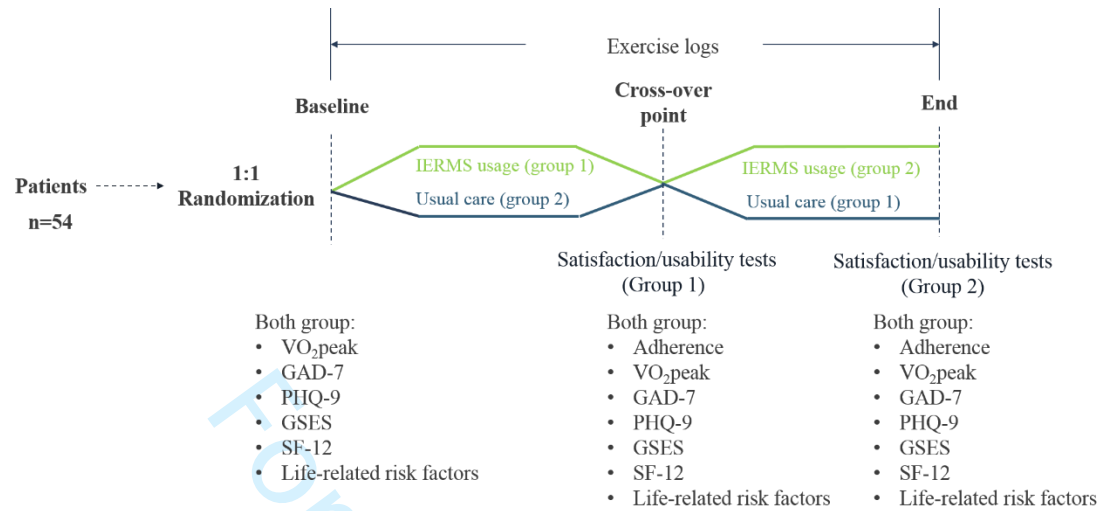 Exercise logs
Baseline
Cross-over
point
End
Patients
n=54
1:1
Randomization
IERMS usage (group 1)
Usual care (group 2)
IERMS usage (group 2)
Usual care (group 1)
Satisfaction/usability tests
(Group 1)
Satisfaction/usability tests
(Group 2)
Both group:
• VO₂peak
• GAD-7
• PHQ-9
• GSES
• SF-12
• Life-related risk factors
Both group:
• Adherence
• VO₂peak
• GAD-7
• PHQ-9
• GSES
• SF-12
• Life-related risk factors
Both group:
• Adherence
• VO₂peak
• GAD-7
• PHQ-9
• GSES
• SF-12
• Life-related risk factors
For